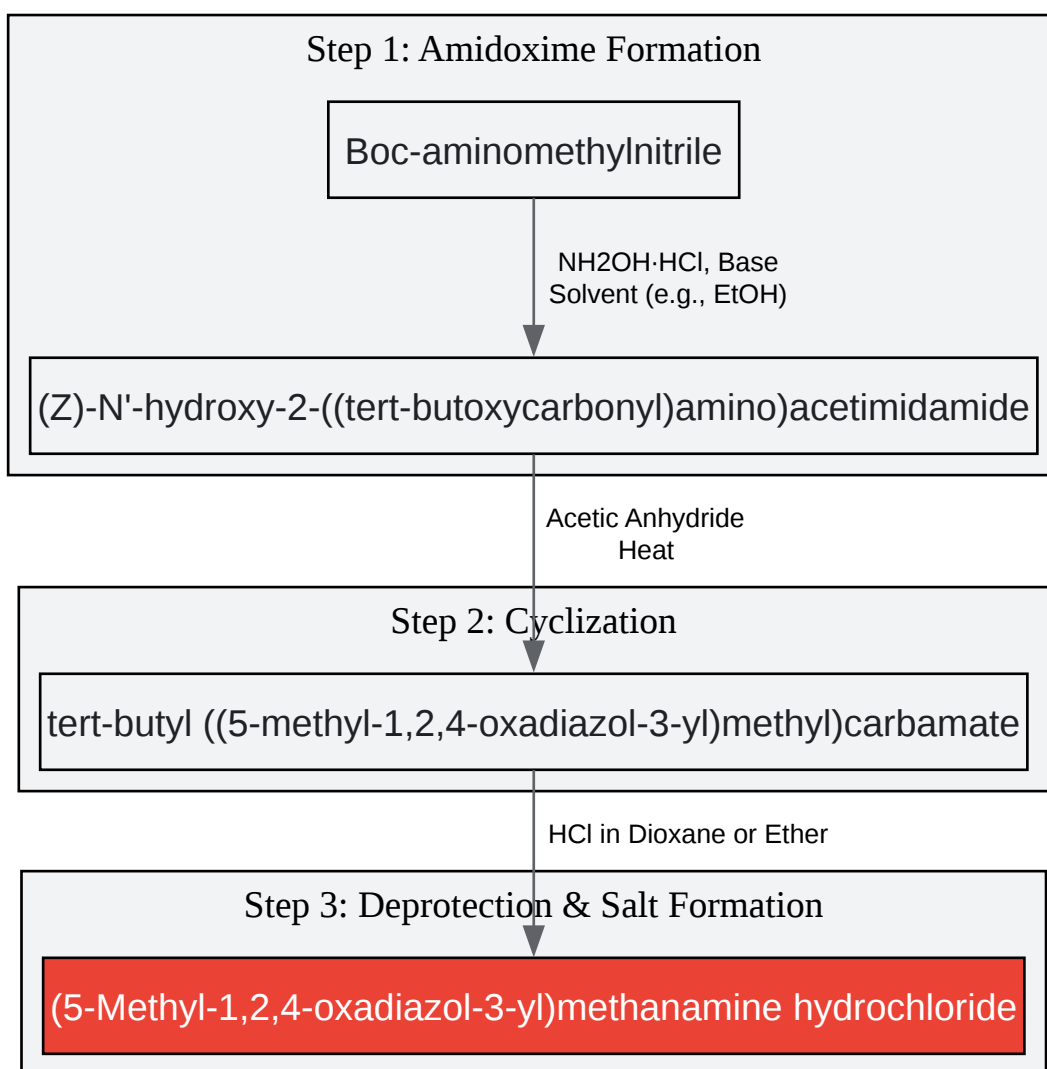 Step 1: Amidoxime Formation
Boc-aminomethylnitrile
NH2OH·HCl, Base
Solvent (e.g., EtOH)
(Z)-N'-hydroxy-2-((tert-butoxycarbonyl)amino)acetimidamide
Acetic Anhydride
Heat
Step 2: Cyclization
tert-butyl ((5-methyl-1,2,4-oxadiazol-3-yl)methyl)carbamate
HCl in Dioxane or Ether
Step 3: Deprotection & Salt Formation
(5-Methyl-1,2,4-oxadiazol-3-yl)methanamine hydrochloride